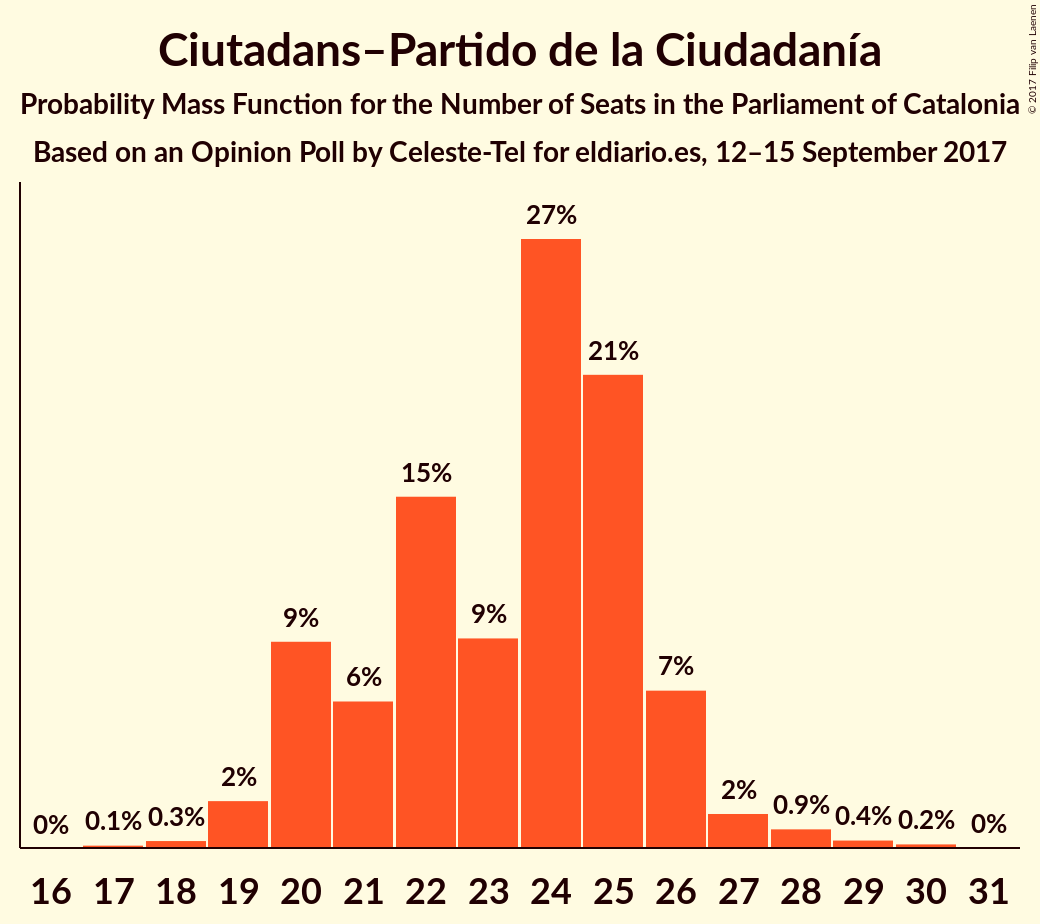 Ciutadans–Partido de la Ciudadanía
Probability Mass Function for the Number of Seats in the Parliament of Catalonia
Based on an Opinion Poll by Celeste-Tel for eldiario.es, 12–15 September 2017
© 2017 Filip van Laenen
0% 0.1% 0.3% 2% 9% 6% 15% 9% 27% 21% 7% 2% 0.9% 0.4% 0.2% 0%
16 17 18 19 20 21 22 23 24 25 26 27 28 29 30 31